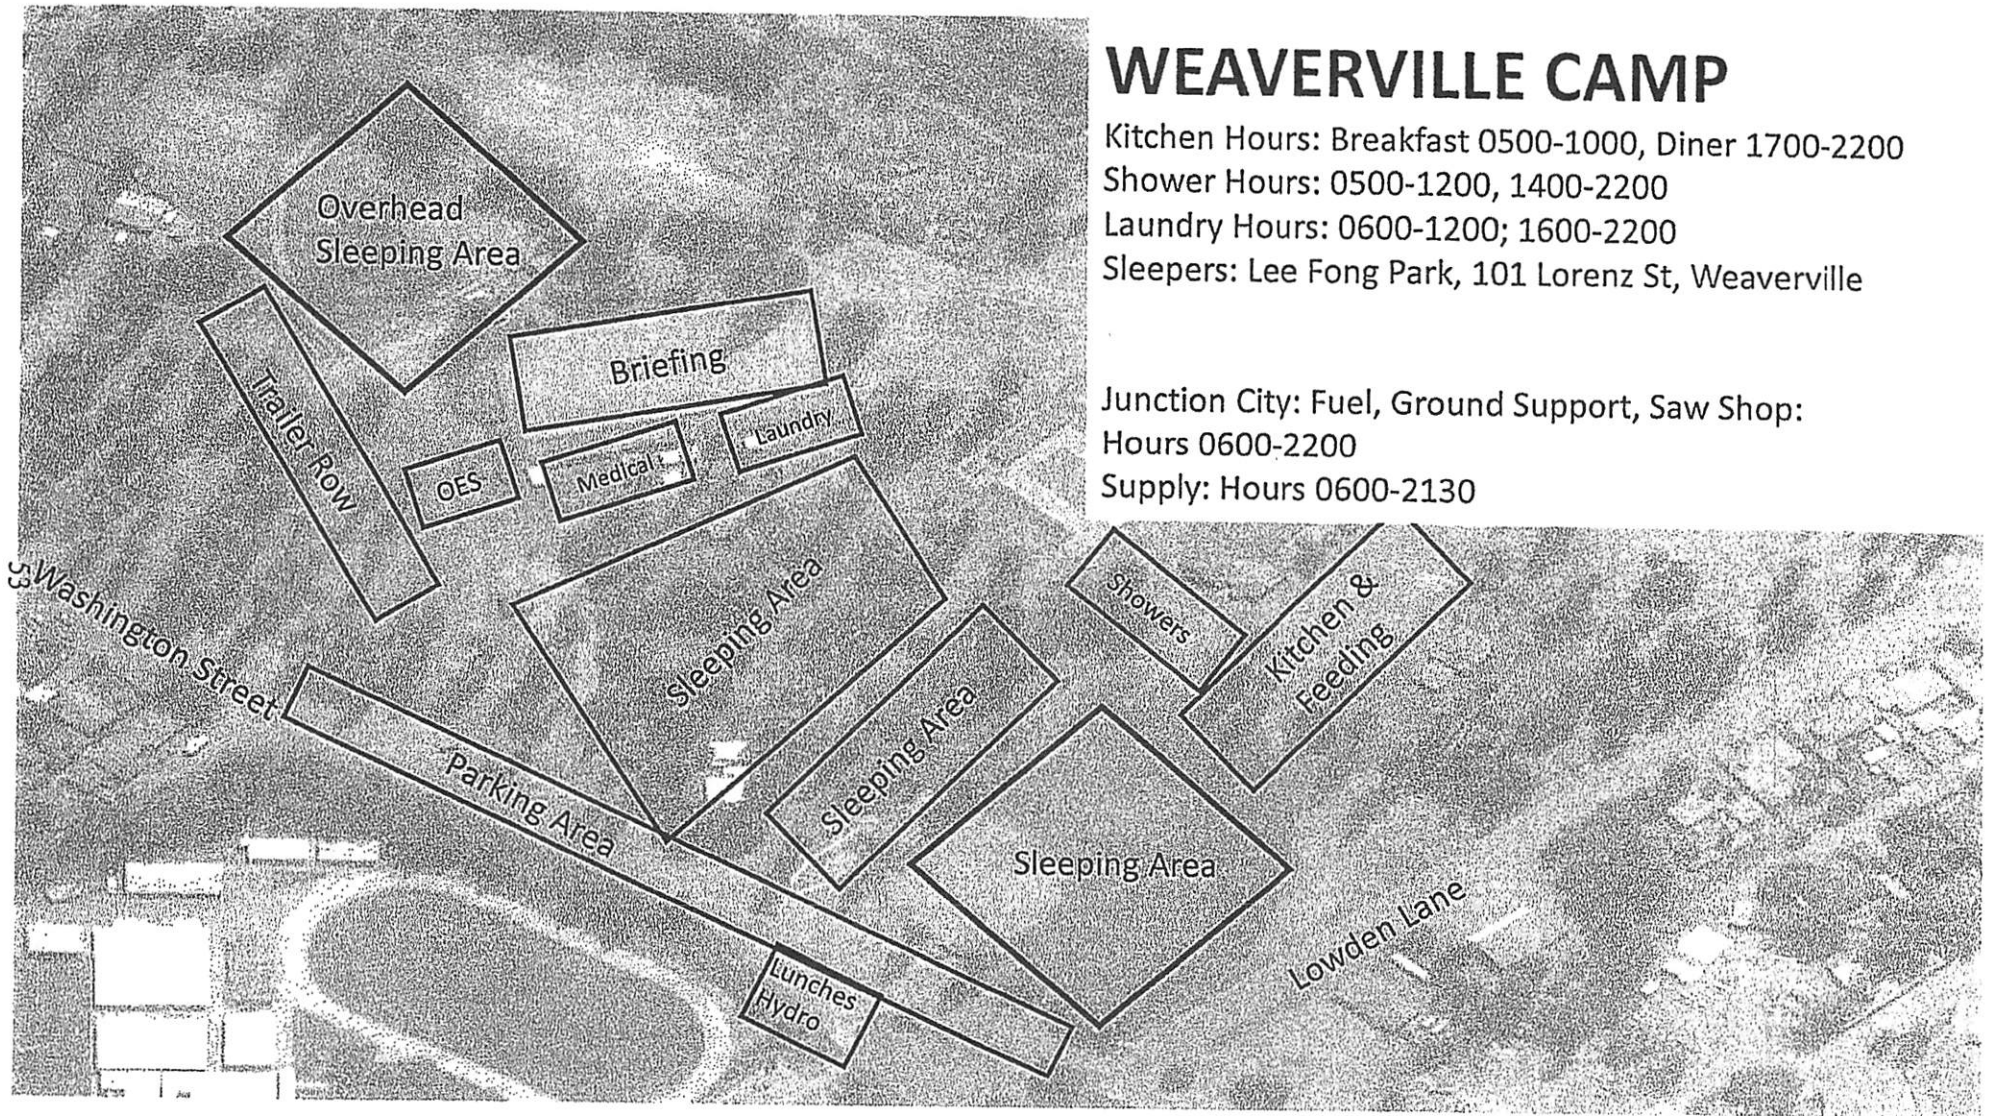 WEAVERVILLE CAMP
Kitchen Hours: Breakfast 0500-1000, Diner 1700-2200
Shower Hours: 0500-1200, 1400-2200
Laundry Hours: 0600-1200; 1600-2200
Sleepers: Lee Fong Park, 101 Lorenz St, Weaverville
Junction City: Fuel, Ground Support, Saw Shop:
Hours 0600-2200
Supply: Hours 0600-2130
Overhead
Sleeping Area
Briefing
Trailer Row
OES
Medical
Laundry
Sleeping Area
Showers
Kitchen &
Feeding
53
Washington Street
Parking Area
Sleeping Area
Sleeping Area
Lunches
Hydro
Lowden Lane